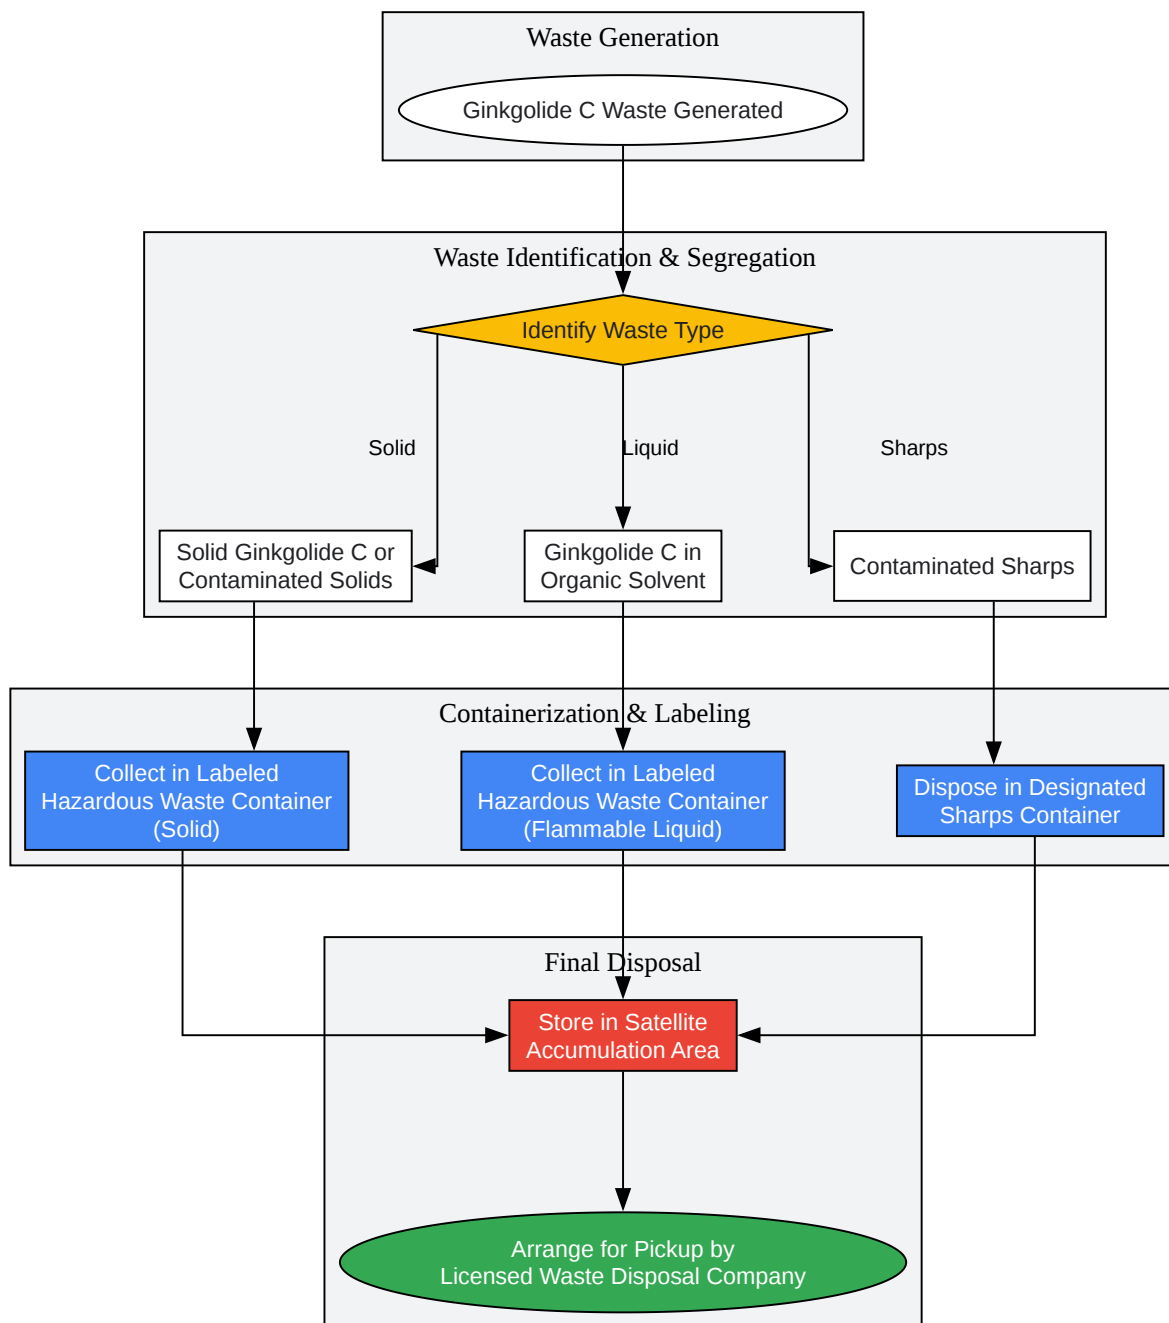 Waste Generation
Ginkgolide C Waste Generated
Waste Identification & Segregation
Identify Waste Type
Solid
Liquid
Sharps
Solid Ginkgolide C or
Contaminated Solids
Ginkgolide C in
Organic Solvent
Contaminated Sharps
Containerization & Labeling
Collect in Labeled
Hazardous Waste Container
(Solid)
Collect in Labeled
Hazardous Waste Container
(Flammable Liquid)
Dispose in Designated
Sharps Container
Final Disposal
Store in Satellite
Accumulation Area
Arrange for Pickup by
Licensed Waste Disposal Company